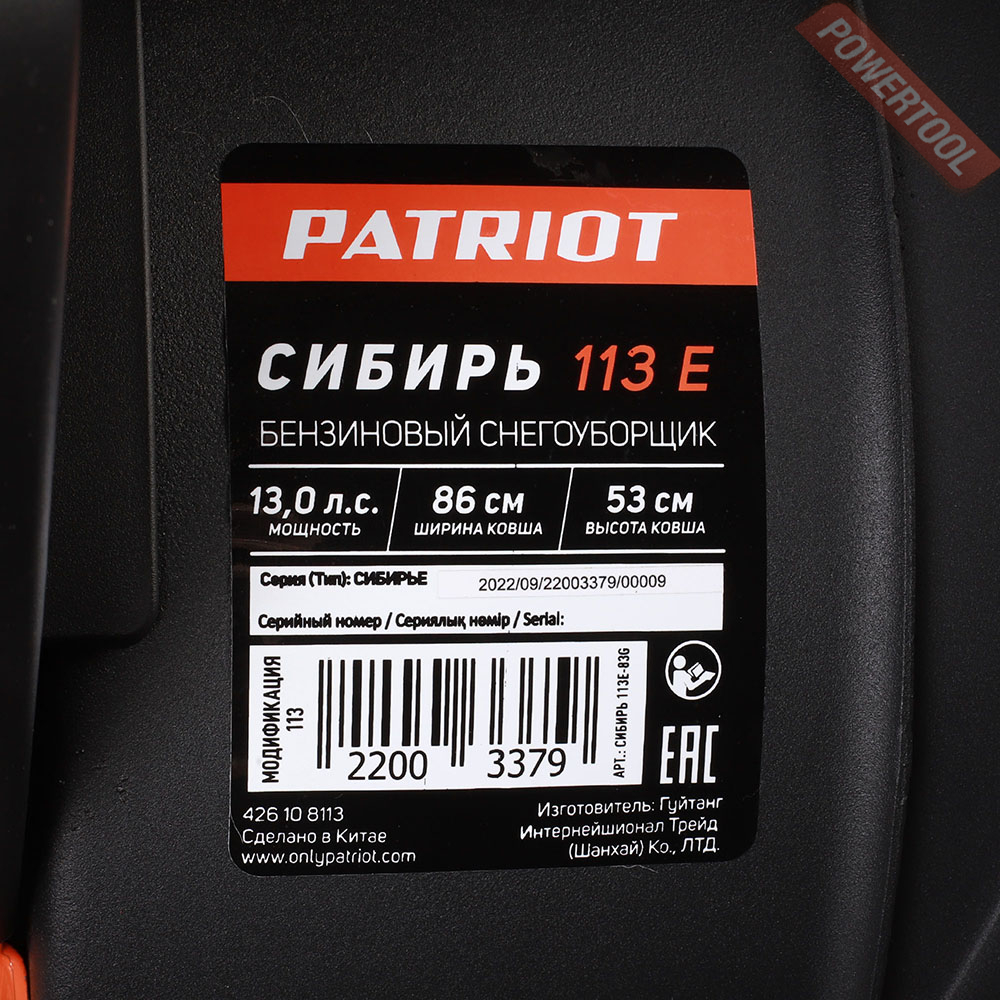 POWERTOOL
PATRIOT
СИБИРЬ 113 E
БЕНЗИНОВЫЙ СНЕГОУБОРЩИК
13,0 л.с. 86 см 53 см
МОЩНОСТЬ ШИРИНА КОВША ВЫСОТА КОВША
Серия (Тип): СИБИРЬЕ 2022/09/22003379/00009
Серийный номер / Сериялық нөмір / Serial:
МОДИФИКАЦИЯ
113
2200 3379
АРТ.: СИБИРЬ 113E-83G
EAC
426 10 8113
Сделано в Китае
www.onlypatriot.com
Изготовитель: Гуйтанг
Интернейшионал Трейд
(Шанхай) Ко., ЛТД.